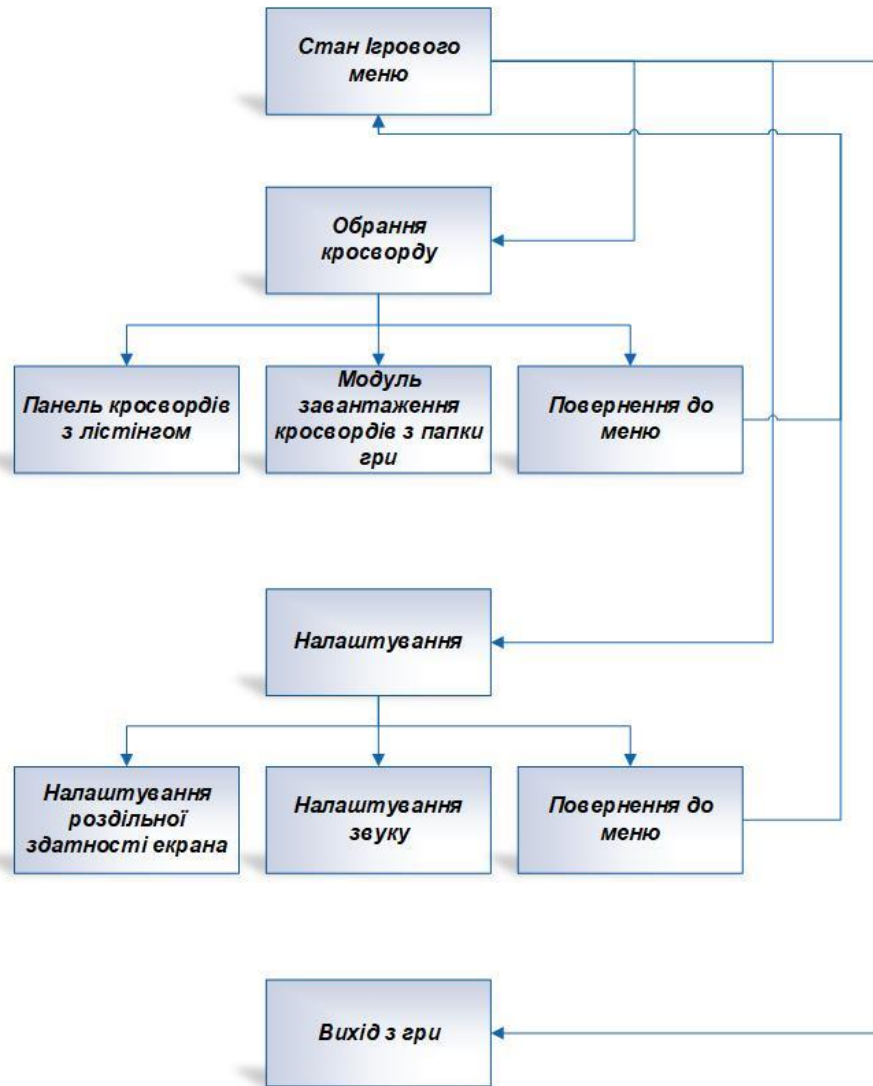 Стан Ігрового
меню
Обрання
кросворду
Панель кросвордів
з лістінгом
Модуль
завантаження
кросвордів з папки
гри
Повернення до
меню
Налаштування
Налаштування
роздільної
здатності екрана
Налаштування
звуку
Повернення до
меню
Вихід з гри